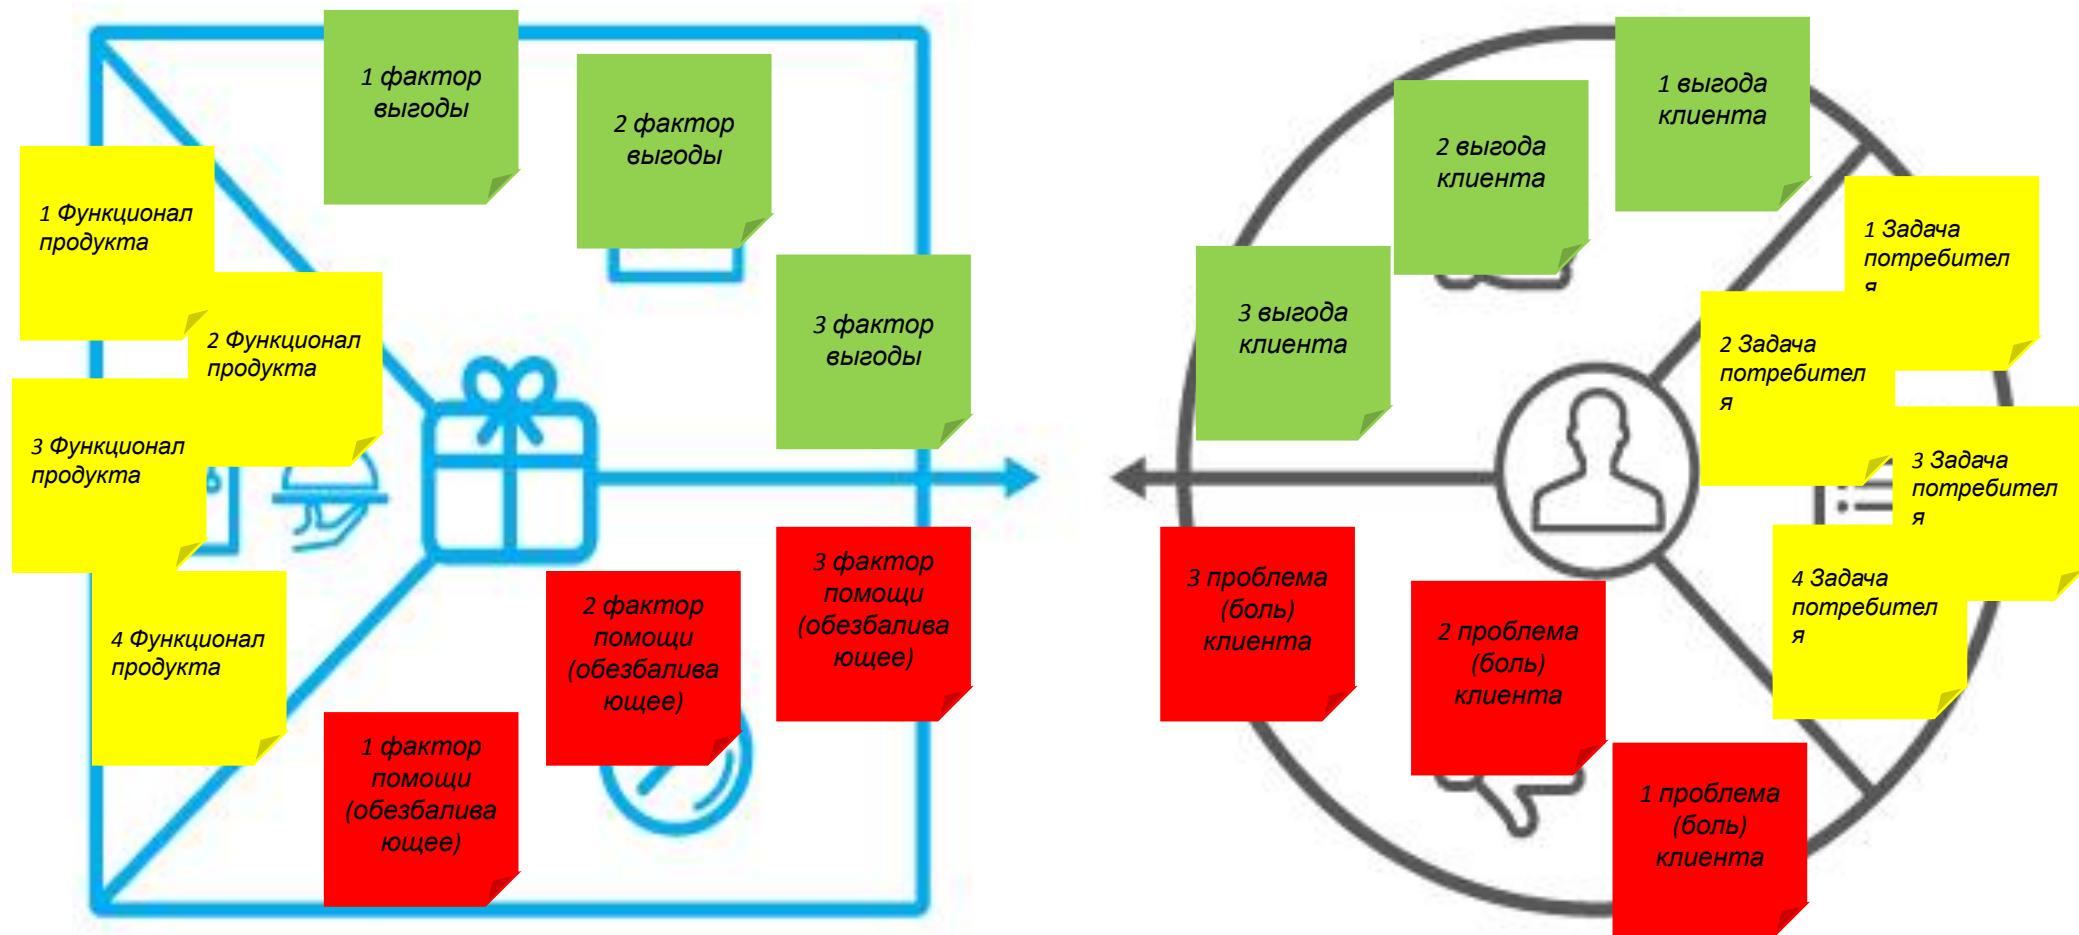 1 фактор
выгоды
2 фактор
выгоды
3 фактор
выгоды
1 Функционал
продукта
2 Функционал
продукта
3 Функционал
продукта
4 Функционал
продукта
1 фактор
помощи
(обезбалива
ющее)
2 фактор
помощи
(обезбалива
ющее)
3 фактор
помощи
(обезбалива
ющее)
1 выгода
клиента
2 выгода
клиента
3 выгода
клиента
1 Задача
потребител
я
2 Задача
потребител
я
3 Задача
потребител
я
4 Задача
потребител
я
3 проблема
(боль)
клиента
2 проблема
(боль)
клиента
1 проблема
(боль)
клиента